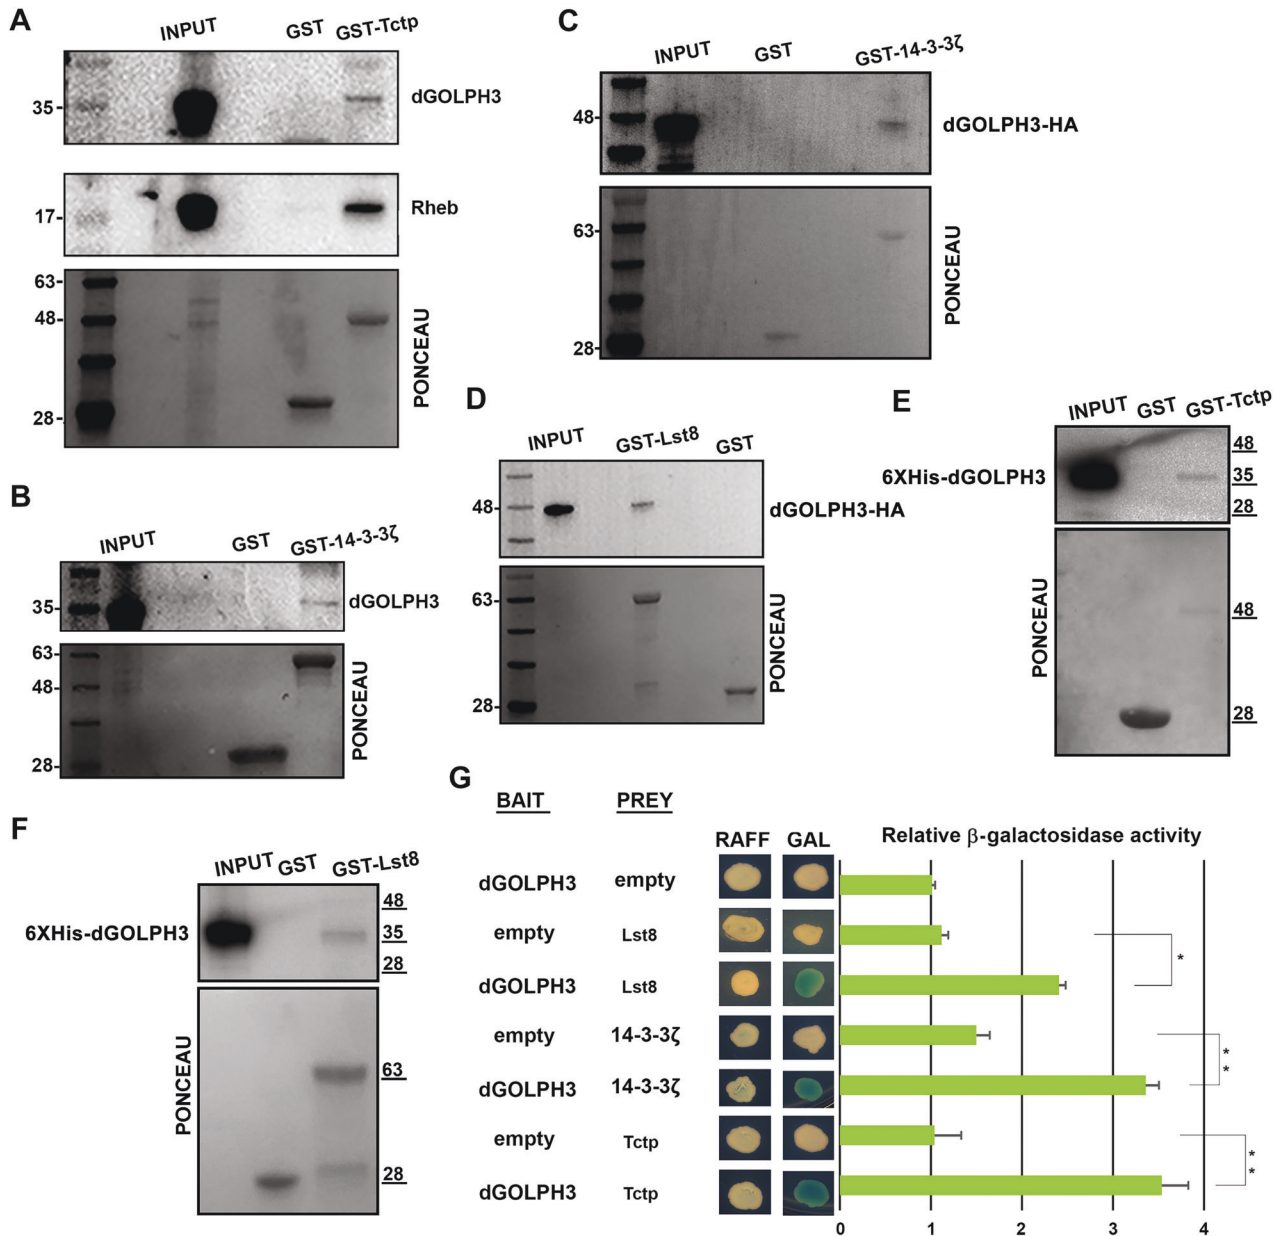 A
INPUT GST GST-Tctp
35-
dGOLPH3
17-
Rheb
63-
48-
28-
PONCEAU
B
INPUT GST GST-14-3-3ζ
35-
dGOLPH3
63-
48-
28-
PONCEAU
C
INPUT GST GST-14-3-3ζ
48-
dGOLPH3-HA
63-
28-
PONCEAU
D
INPUT GST-Lst8 GST
48-
dGOLPH3-HA
63-
28-
PONCEAU
E
INPUT GST GST-Tctp
6XHis-dGOLPH3
48
35
28
PONCEAU
48
28
F
INPUT GST GST-Lst8
6XHis-dGOLPH3
48
35
28
PONCEAU
63
28
G
BAIT PREY
RAFF GAL Relative β-galactosidase activity
dGOLPH3 empty
empty Lst8
dGOLPH3 Lst8
*
empty 14-3-3ζ
dGOLPH3 14-3-3ζ
**
empty Tctp
dGOLPH3 Tctp
**
0 1 2 3 4